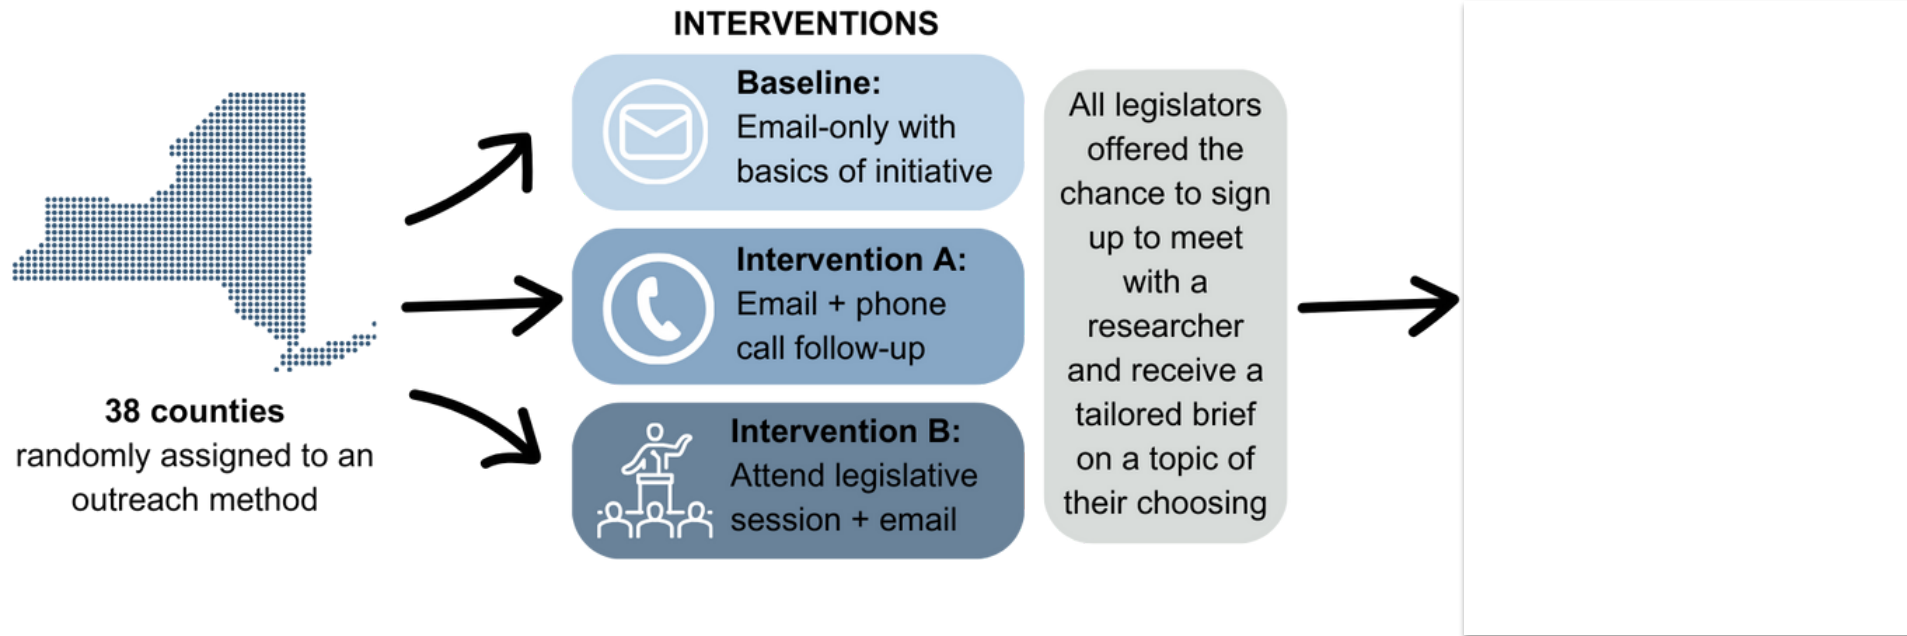 INTERVENTIONS
38 counties
randomly assigned to an
outreach method
Baseline:
Email-only with
basics of initiative
Intervention A:
Email + phone
call follow-up
Intervention B:
Attend legislative
session + email
All legislators
offered the
chance to sign
up to meet
with a
researcher
and receive a
tailored brief
on a topic of
their choosing